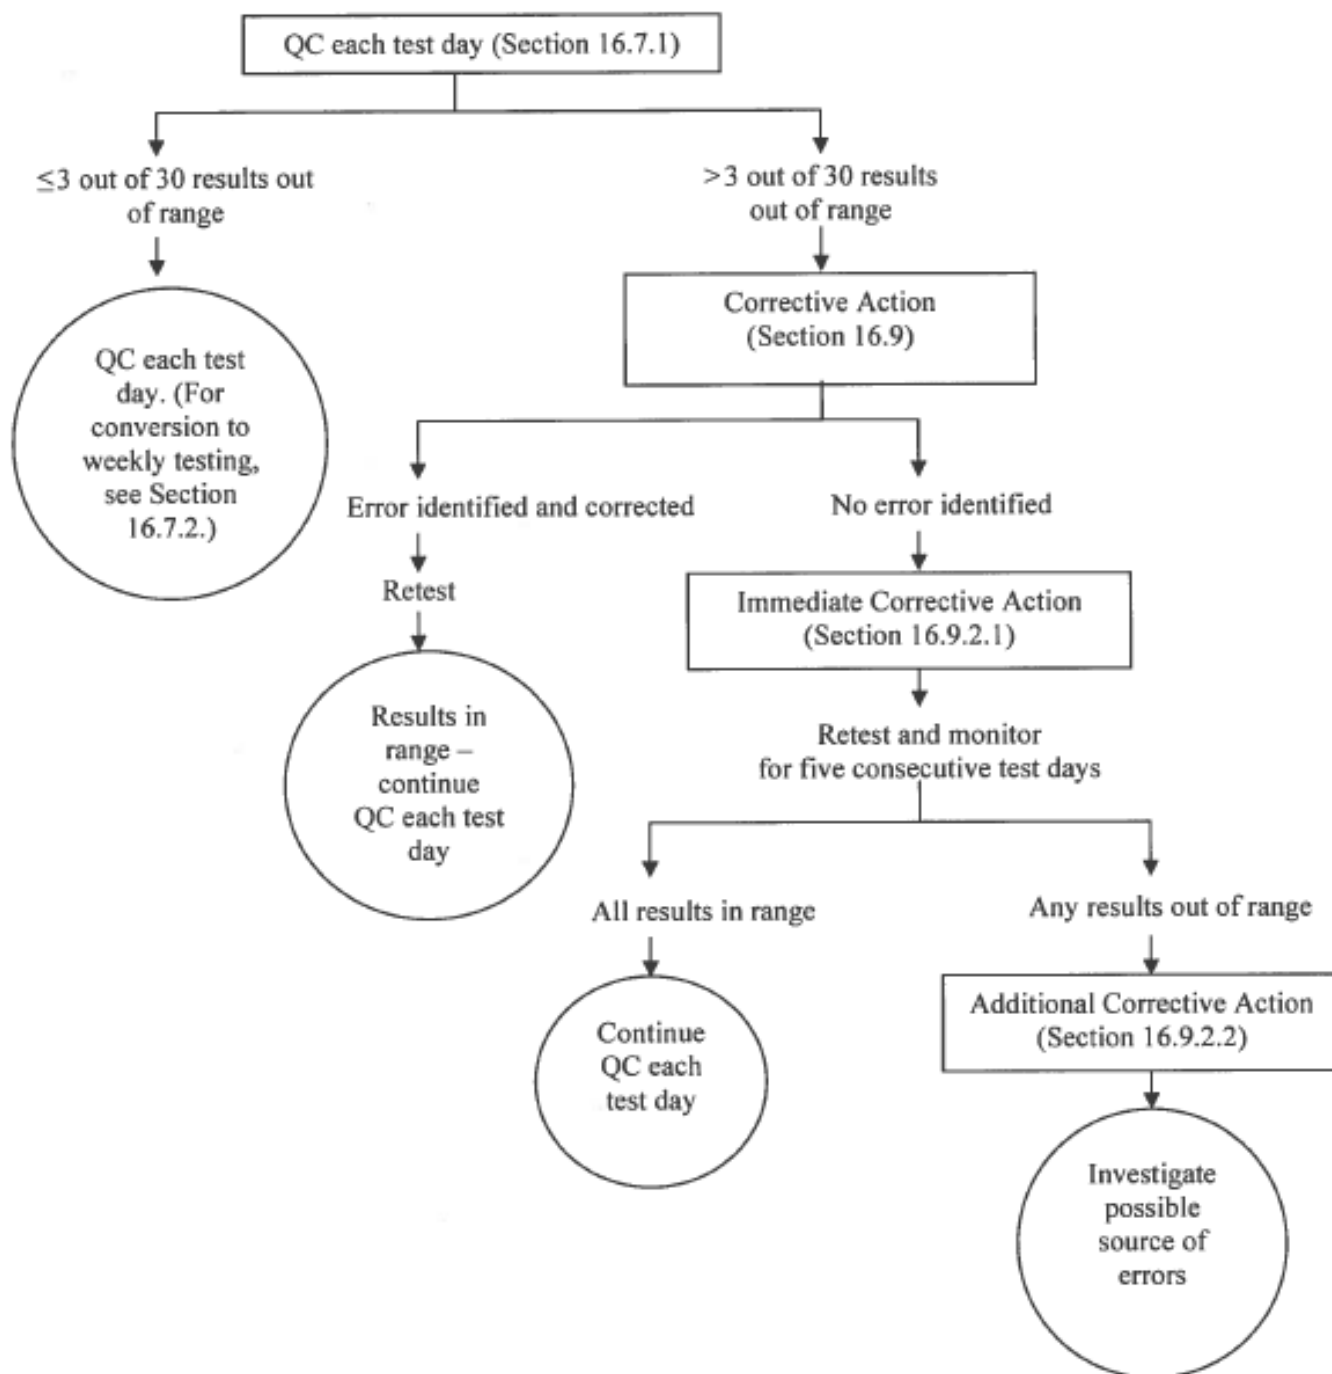 QC each test day (Section 16.7.1)
≤3 out of 30 results out
of range
>3 out of 30 results
out of range
QC each test
day. (For
conversion to
weekly testing,
see Section
16.7.2.)
Corrective Action
(Section 16.9)
Error identified and corrected
No error identified
Retest
Immediate Corrective Action
(Section 16.9.2.1)
Results in
range –
continue
QC each test
day
Retest and monitor
for five consecutive test days
All results in range
Any results out of range
Continue
QC each
test day
Additional Corrective Action
(Section 16.9.2.2)
Investigate
possible
source of
errors